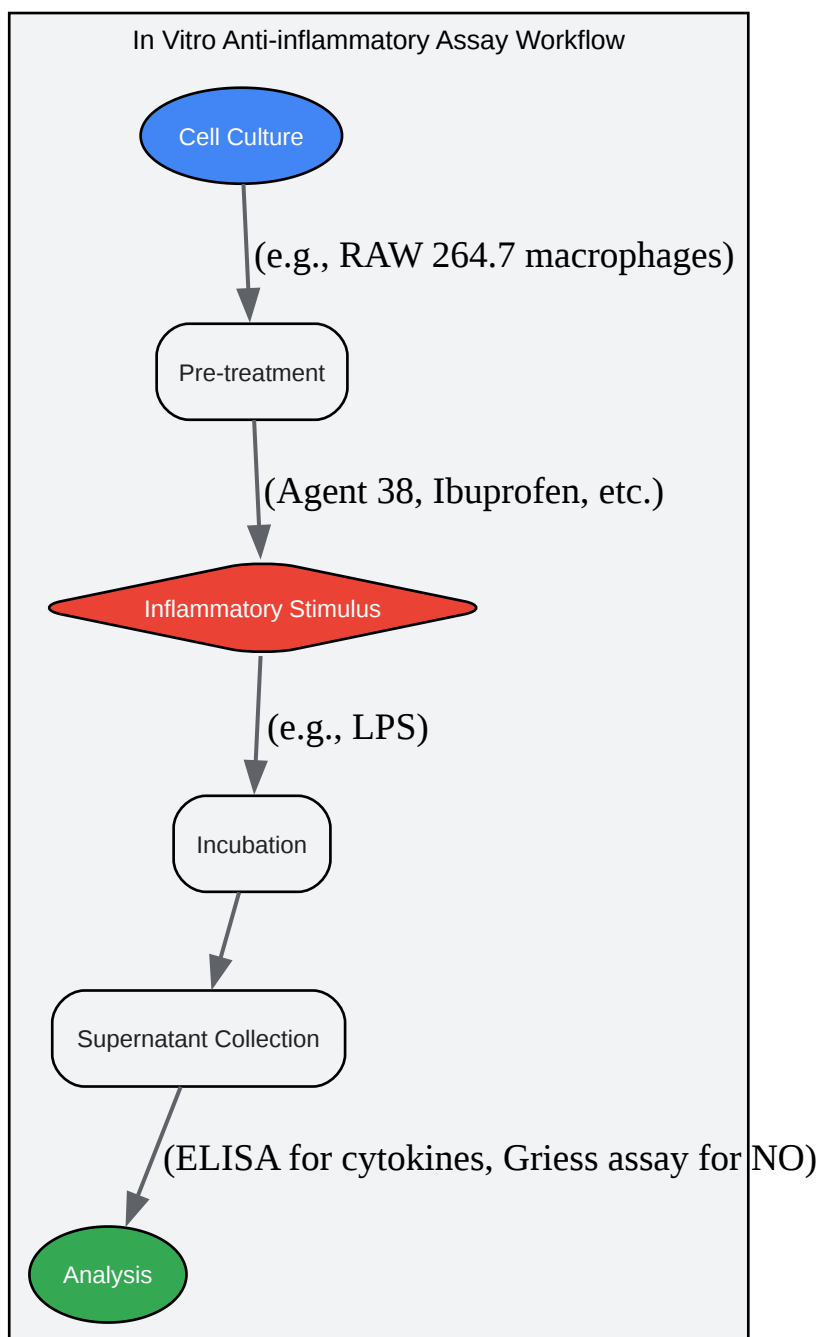 In Vitro Anti-inflammatory Assay Workflow
Cell Culture
(e.g., RAW 264.7 macrophages)
Pre-treatment
(Agent 38, Ibuprofen, etc.)
Inflammatory Stimulus
(e.g., LPS)
Incubation
Supernatant Collection
(ELISA for cytokines, Griess assay for NO)
Analysis